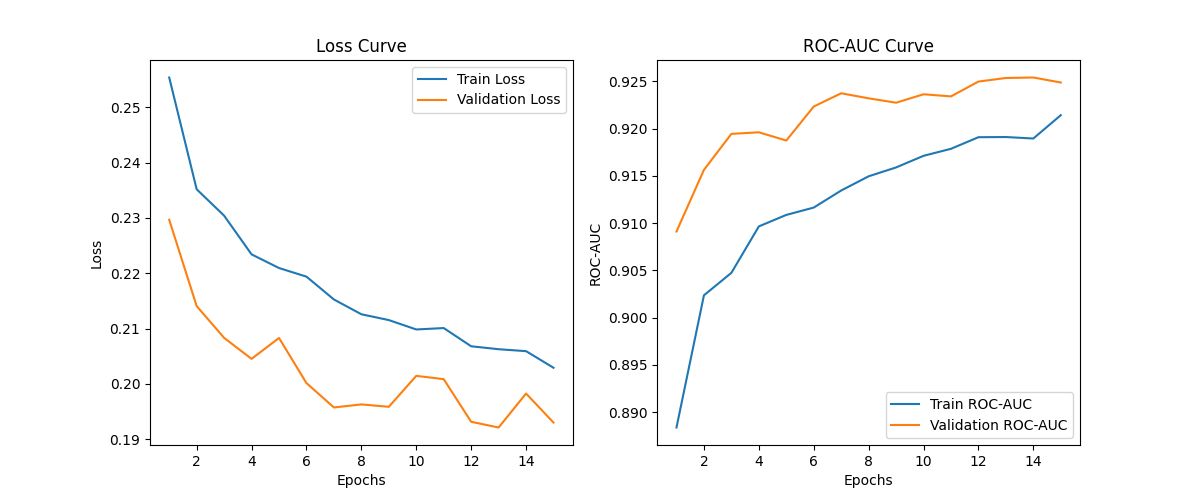 Loss Curve
Train Loss
Validation Loss
0.25
0.24
0.23
0.22
0.21
0.20
0.19
Loss
2 4 6 8 10 12 14
Epochs
ROC-AUC Curve
0.925
0.920
0.915
0.910
0.905
0.900
0.895
0.890
ROC-AUC
Train ROC-AUC
Validation ROC-AUC
2 4 6 8 10 12 14
Epochs